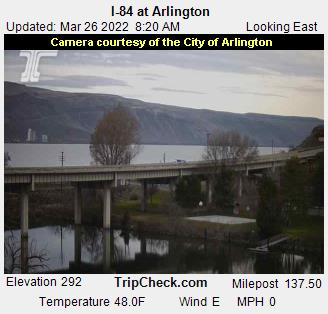 I-84 at Arlington
Updated: Mar 26 2022 8:20 AM Looking East
Camera courtesy of the City of Arlington
Elevation 292 TripCheck.com Milepost 137.50
Temperature 48.0F Wind E MPH 0